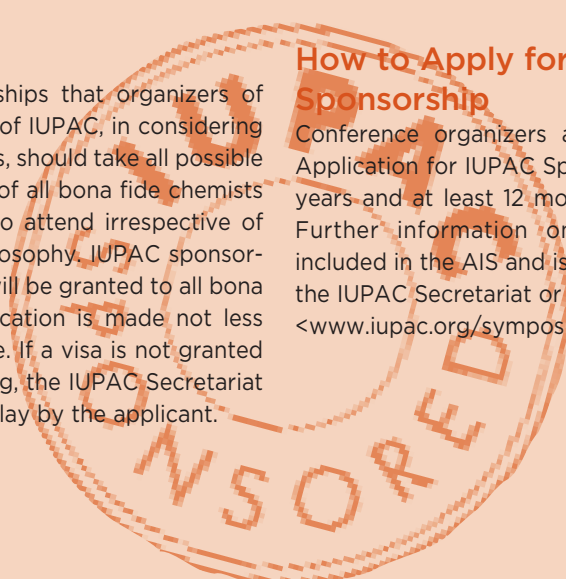 ships that organizers of
of IUPAC, in considering
s, should take all possible
of all bona fide chemists
o attend irrespective of
losophy. IUPAC sponsor-
vill be granted to all bona
cation is made not less
e. If a visa is not granted
g, the IUPAC Secretariat
lay by the applicant.
How to Apply for
Sponsorship
Conference organizers a
Application for IUPAC Sp
years and at least 12 mo
Further information on
included in the AIS and is
the IUPAC Secretariat or
<www.iupac.org/sympos
IUPAC
SPONSORED